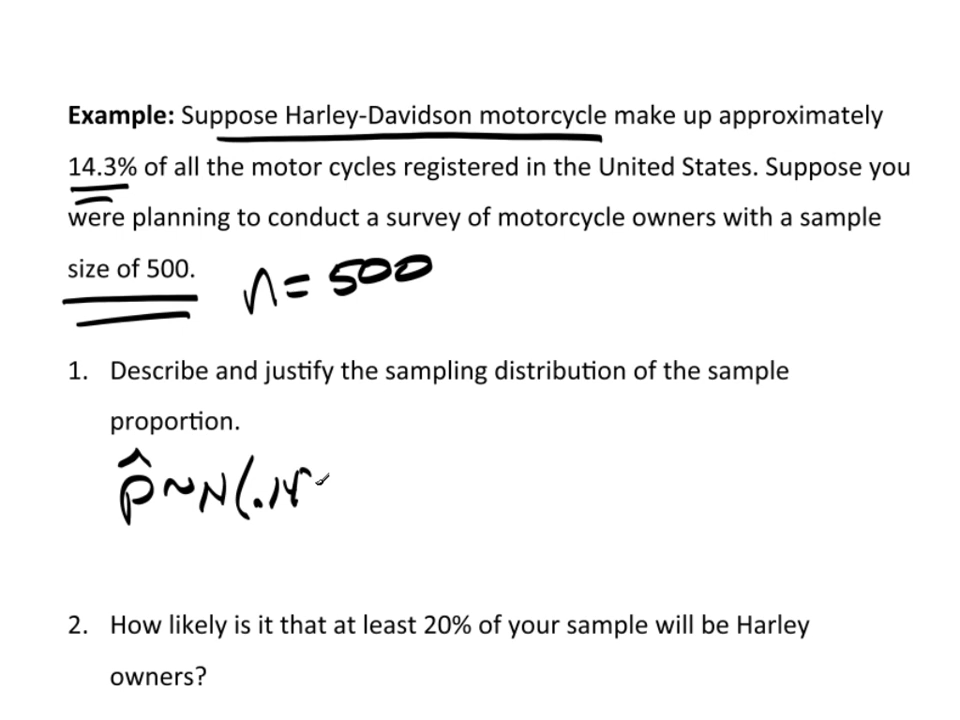 Example: Suppose Harley-Davidson motorcycle make up approximately
14.3% of all the motor cycles registered in the United States. Suppose you
were planning to conduct a survey of motorcycle owners with a sample
size of 500.
n = 500
1. Describe and justify the sampling distribution of the sample
proportion.
p̂ ~ N(.14
2. How likely is it that at least 20% of your sample will be Harley
owners?